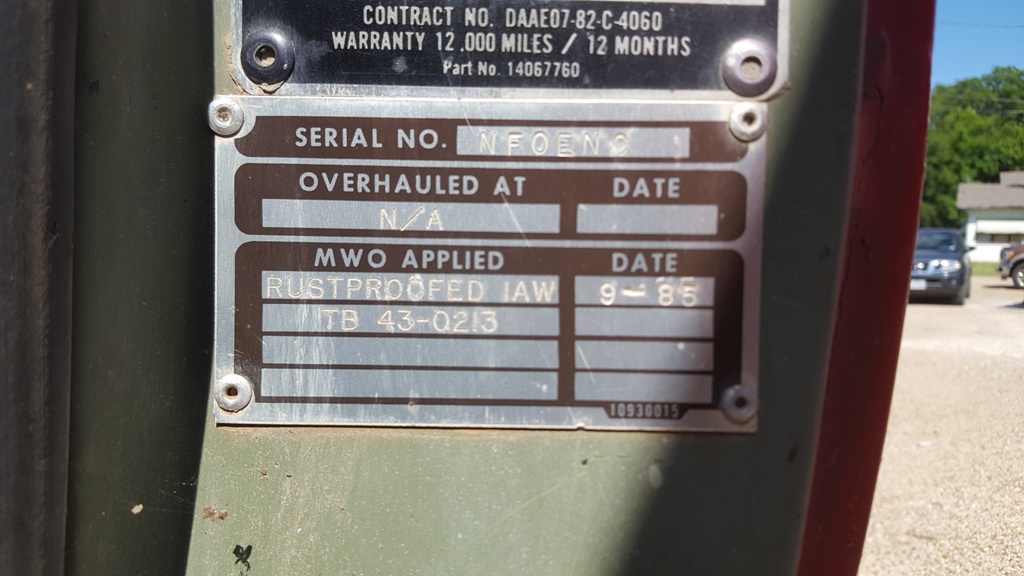 CONTRACT NO. DAAE07-82-C-4060
WARRANTY 12,000 MILES / 12 MONTHS
Part No. 14067760
SERIAL NO. NF0EN
OVERHAULED AT DATE
N/A
MWO APPLIED DATE
RUSTPROOFED IAW 9-85
TB 43-0213
10930015